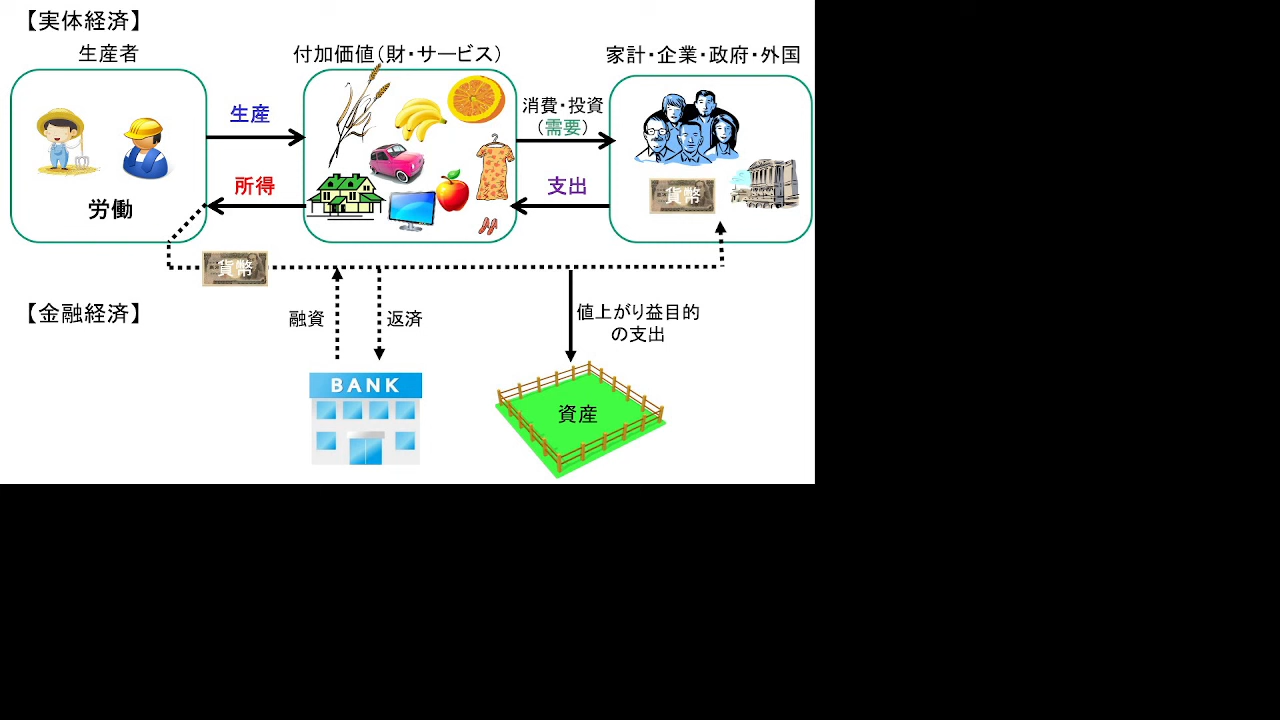 【実体経済】
生産者
付加価値（財・サービス）
家計・企業・政府・外国
生産
消費・投資
（需要）
所得
支出
労働
貨幣
貨幣
【金融経済】
融資
返済
値上がり益目的
の支出
BANK
資産